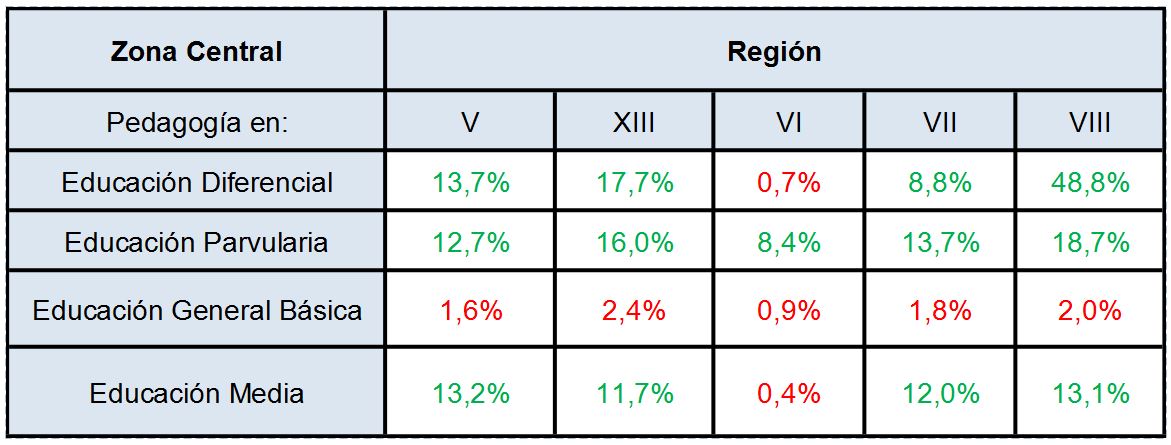 Zona Central Región
Pedagogía en: V XIII VI VII VIII
Educación Diferencial 13,7% 17,7% 0,7% 8,8% 48,8%
Educación Parvularia 12,7% 16,0% 8,4% 13,7% 18,7%
Educación General Básica 1,6% 2,4% 0,9% 1,8% 2,0%
Educación Media 13,2% 11,7% 0,4% 12,0% 13,1%